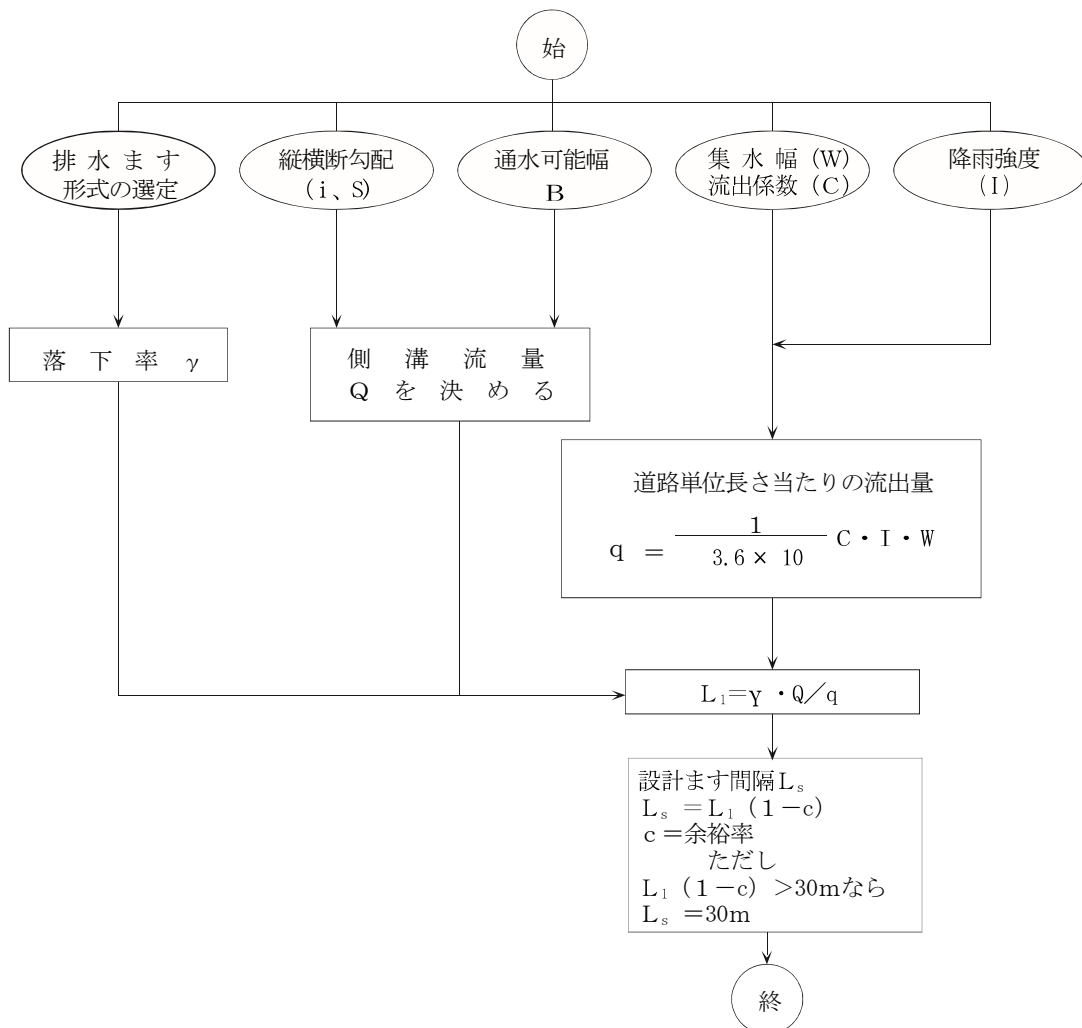 始
排水ます
形式の選定
縦横断勾配
(i、S)
通水可能幅
B
集水幅(W)
流出係数(C)
降雨強度
(I)
落下率γ
側溝流量
Qを決める
道路単位長さ当たりの流出量
q = 1 / 3.6 × 10 C・I・W
L₁=γ・Q/q
設計ます間隔Lₛ
Lₛ=L₁(1-c)
c=余裕率
ただし
L₁(1-c)>30mなら
Lₛ=30m
終